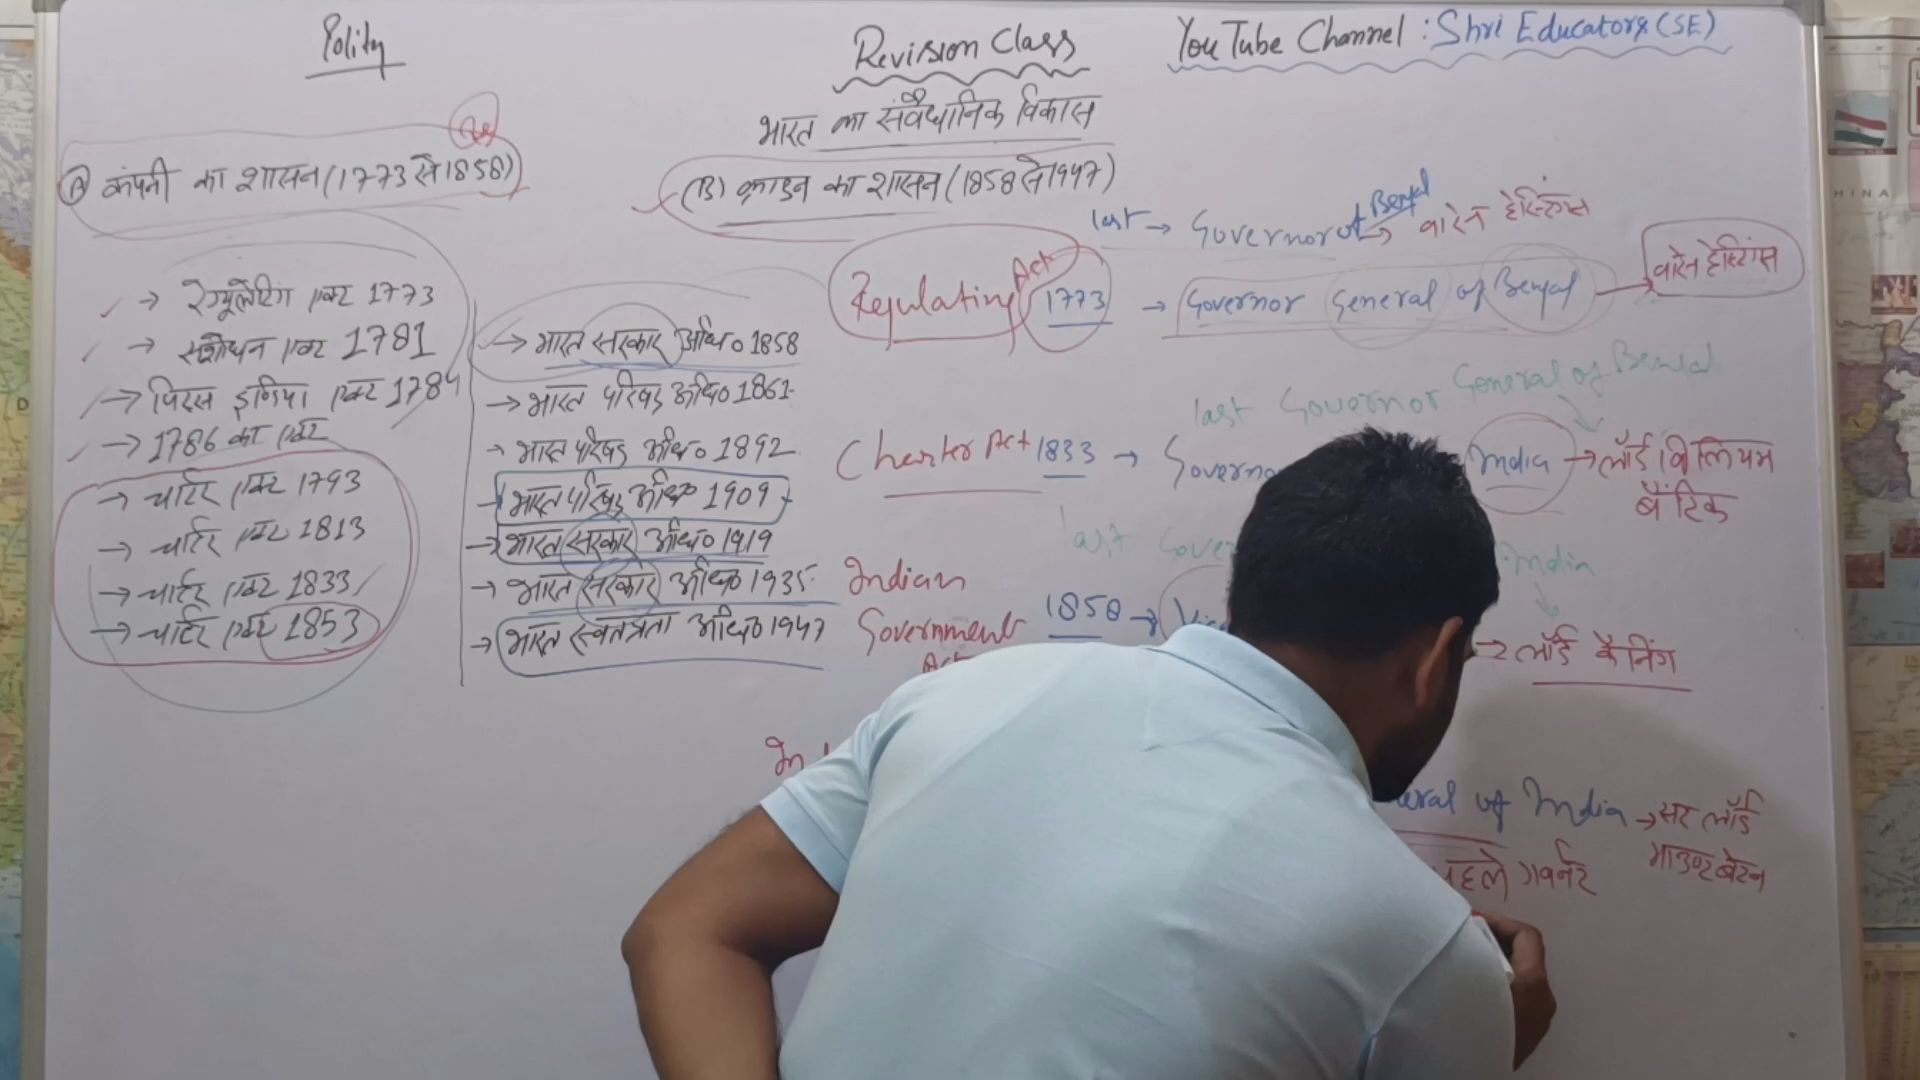 Polity
Revision Class
YouTube Channel : Shri Educators (SE)
भारत का संवैधानिक विकास
(A) कंपनी का शासन (1773 से 1858)
(B) क्राउन का शासन (1858 से 1947)
→ रेग्यूलेटिंग एक्ट 1773
→ संशोधन एक्ट 1781
→ पिट्स इण्डिया एक्ट 1784
→ 1786 का एक्ट
→ चार्टर एक्ट 1793
→ चार्टर एक्ट 1813
→ चार्टर एक्ट 1833
→ चार्टर एक्ट 1853
→ भारत सरकार अधि० 1858
→ भारत परिषद अधि० 1861
→ भारत परिषद अधि० 1892
→ भारत परिषद अधि० 1909
→ भारत सरकार अधि० 1919
→ भारत सरकार अधि० 1935
→ भारत स्वतंत्रता अधि० 1947
last → Governor of Bengal → वारेन हेस्टिंग्स
Regulating Act 1773 → Governor General of Bengal → वारेन हेस्टिंग्स
last Governor General of Bengal
Charter Act 1833 → India → लॉर्ड विलियम
बैंटिक
last India
Indian
Government 1858 → लॉर्ड कैनिंग
Act
of India → सर लॉर्ड
माउण्टबेटन
पहले गवर्नर